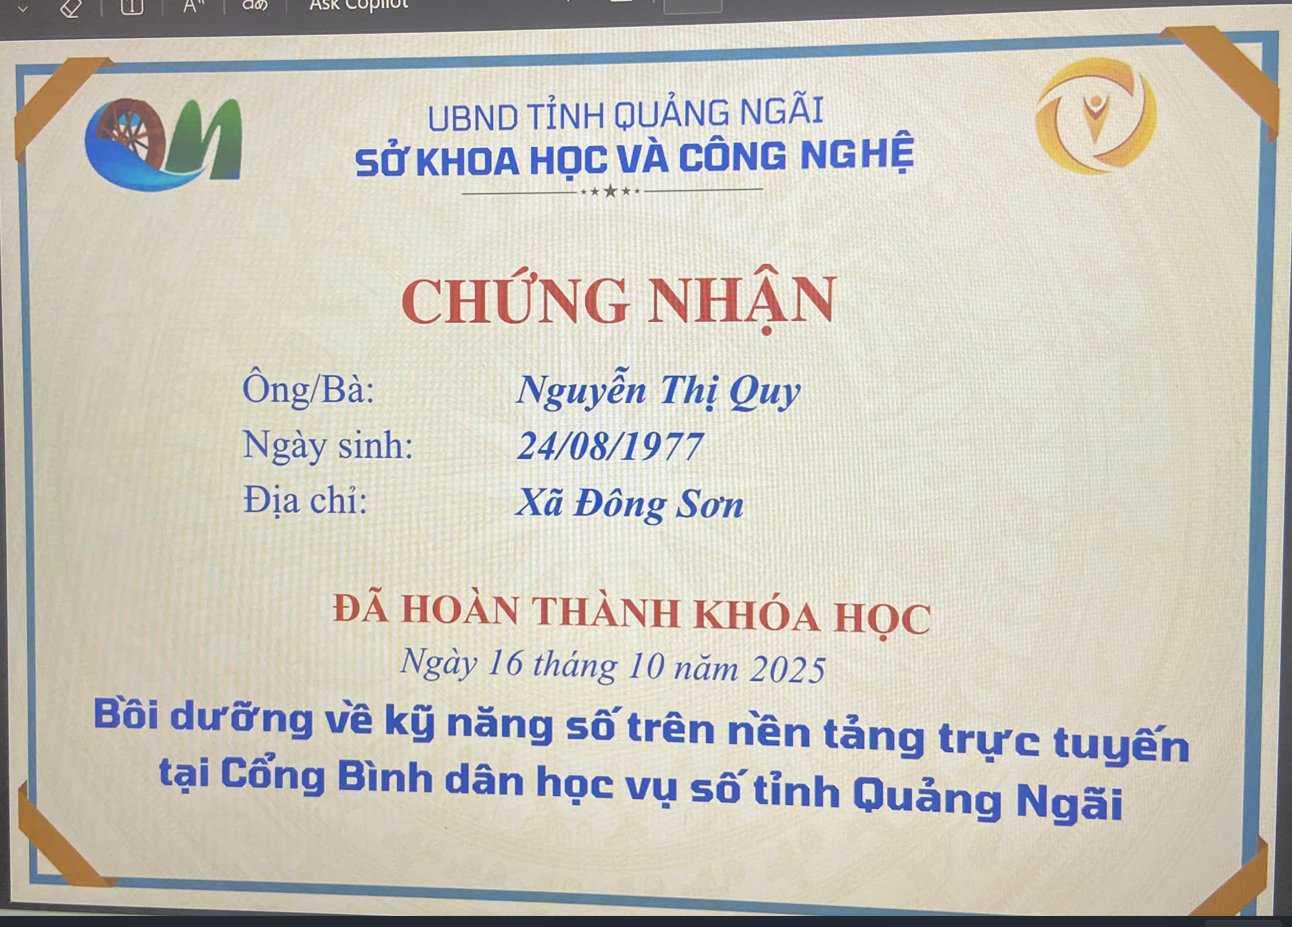 Ask Copilot
UBND TỈNH QUẢNG NGÃI
SỞ KHOA HỌC VÀ CÔNG NGHỆ
CHỨNG NHẬN
Ông/Bà: Nguyễn Thị Quy
Ngày sinh: 24/08/1977
Địa chỉ: Xã Đông Sơn
ĐÃ HOÀN THÀNH KHÓA HỌC
Ngày 16 tháng 10 năm 2025
Bồi dưỡng về kỹ năng số trên nền tảng trực tuyến
tại Cổng Bình dân học vụ số tỉnh Quảng Ngãi